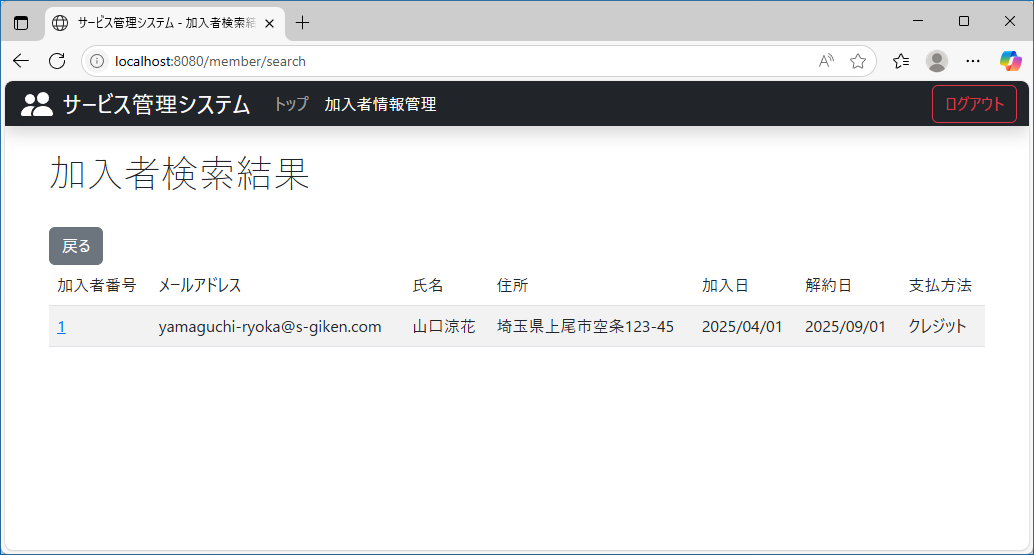 サービス管理システム - 加入者検索結
localhost:8080/member/search
サービス管理システム トップ 加入者情報管理 ログアウト
加入者検索結果
戻る
加入者番号 メールアドレス 氏名 住所 加入日 解約日 支払方法
1 yamaguchi-ryoka@s-giken.com 山口涼花 埼玉県上尾市空条123-45 2025/04/01 2025/09/01 クレジット